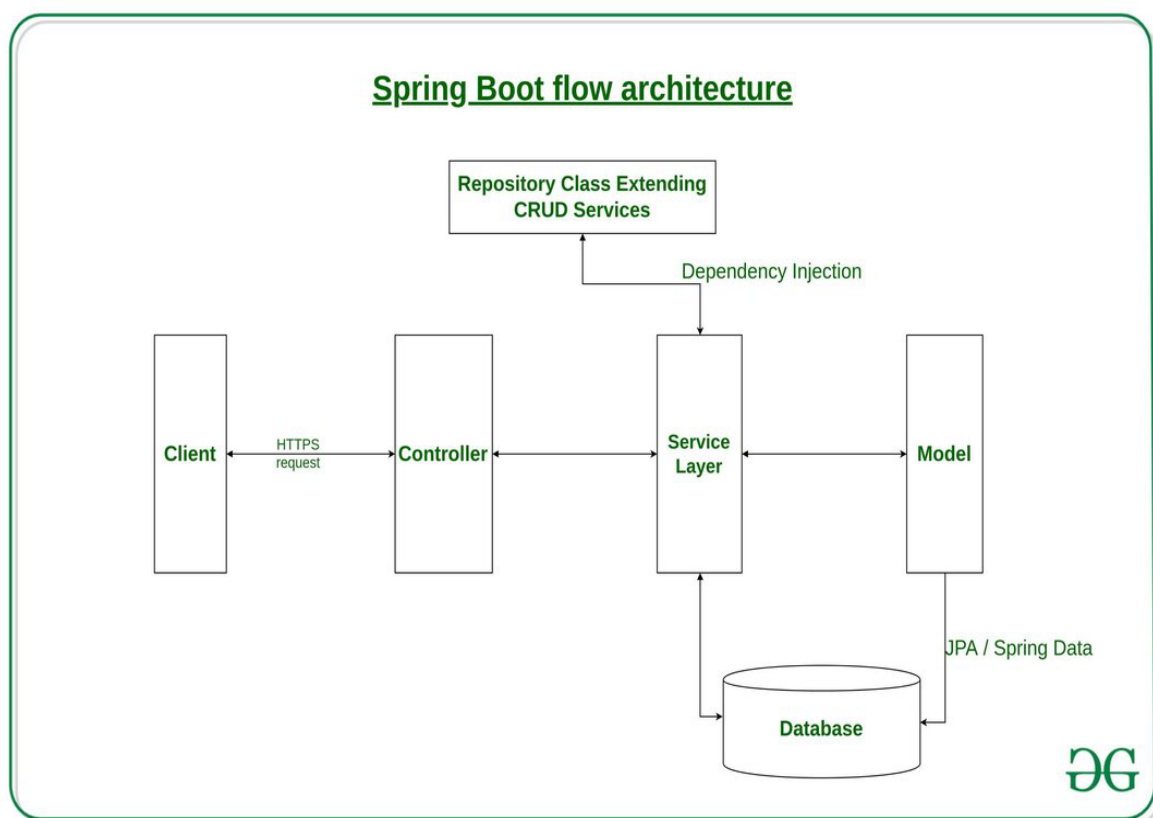 Spring Boot flow architecture
Repository Class Extending
CRUD Services
Dependency Injection
Client
HTTPS
request
Controller
Service
Layer
Model
JPA / Spring Data
Database